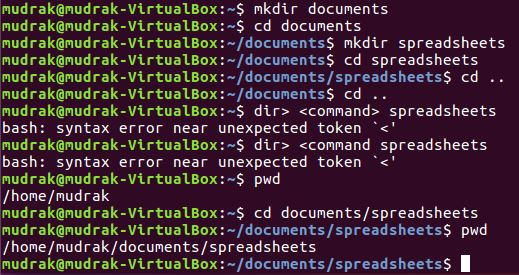 mudrak@mudrak-VirtualBox:~$ mkdir documents
mudrak@mudrak-VirtualBox:~$ cd documents
mudrak@mudrak-VirtualBox:~/documents$ mkdir spreadsheets
mudrak@mudrak-VirtualBox:~/documents$ cd spreadsheets
mudrak@mudrak-VirtualBox:~/documents/spreadsheets$ cd ..
mudrak@mudrak-VirtualBox:~/documents$ cd ..
mudrak@mudrak-VirtualBox:~$ dir> <command> spreadsheets
bash: syntax error near unexpected token `<'
mudrak@mudrak-VirtualBox:~$ dir> <command spreadsheets
bash: syntax error near unexpected token `<'
mudrak@mudrak-VirtualBox:~$ pwd
/home/mudrak
mudrak@mudrak-VirtualBox:~$ cd documents/spreadsheets
mudrak@mudrak-VirtualBox:~/documents/spreadsheets$ pwd
/home/mudrak/documents/spreadsheets
mudrak@mudrak-VirtualBox:~/documents/spreadsheets$